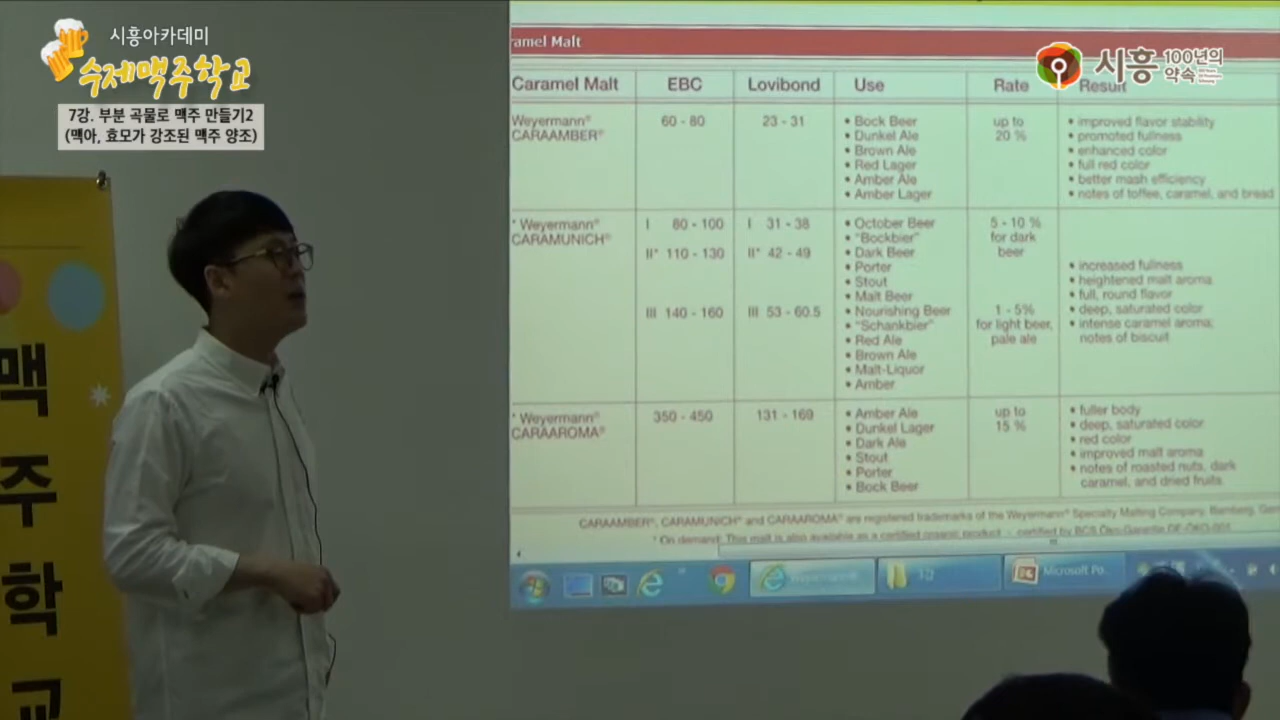 시흥아카데미
수제맥주학교
7강. 부분 곡물로 맥주 만들기2
(맥아, 효모가 강조된 맥주 양조)
시흥 100년의
약속
맥
주
학
교
amel Malt
Caramel Malt EBC Lovibond Use Rate Result
Weyermann®
CARAAMBER®
60 - 80
23 - 31
• Bock Beer
• Dunkel Ale
• Brown Ale
• Red Lager
• Amber Ale
• Amber Lager
up to
20 %
• improved flavor stability
• promoted fullness
• enhanced color
• full red color
• better mash efficiency
• notes of toffee, caramel, and bread
* Weyermann®
CARAMUNICH®
I 80 - 100
II* 110 - 130
III 140 - 160
I 31 - 38
II* 42 - 49
III 53 - 60.5
• October Beer
• "Bockbier"
• Dark Beer
• Porter
• Stout
• Malt Beer
• Nourishing Beer
• "Schankbier"
• Red Ale
• Brown Ale
• Malt-Liquor
• Amber
5 - 10 %
for dark
beer
1 - 5%
for light beer,
pale ale
• increased fullness
• heightened malt aroma
• full, round flavor
• deep, saturated color
• intense caramel aroma;
notes of biscuit
* Weyermann®
CARAAROMA®
350 - 450
131 - 169
• Amber Ale
• Dunkel Lager
• Dark Ale
• Stout
• Porter
• Bock Beer
up to
15 %
• fuller body
• deep, saturated color
• red color
• improved malt aroma
• notes of roasted nuts, dark
caramel, and dried fruits
CARAAMBER®, CARAMUNICH® and CARAAROMA® are registered trademarks of the Weyermann® Specialty Malting Company, Bamberg, Ger
* On demand: This malt is also available as a certified organic product - certified by BCS
Microsoft Po...